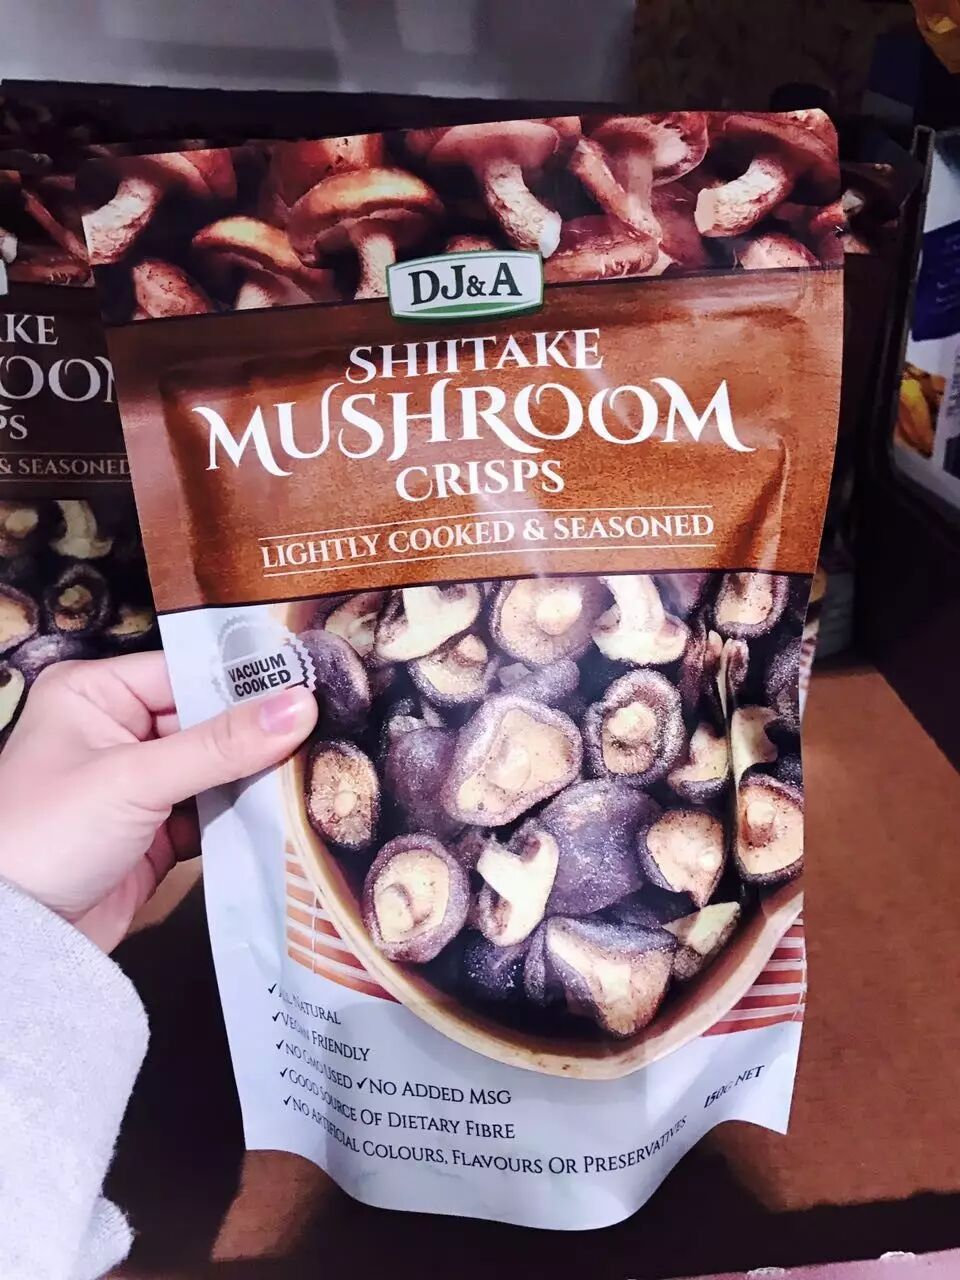 DJ&A
SHIITAKE
MUSHROOM
CRISPS
LIGHTLY COOKED & SEASONED
VACUUM
COOKED
✓ALL NATURAL
✓VEGAN FRIENDLY
✓NO GMO USED ✓NO ADDED MSG
✓GOOD SOURCE OF DIETARY FIBRE
✓NO ARTIFICIAL COLOURS, FLAVOURS OR PRESERVATIVES
150G NET
KE
OOM
PS
& SEASONED